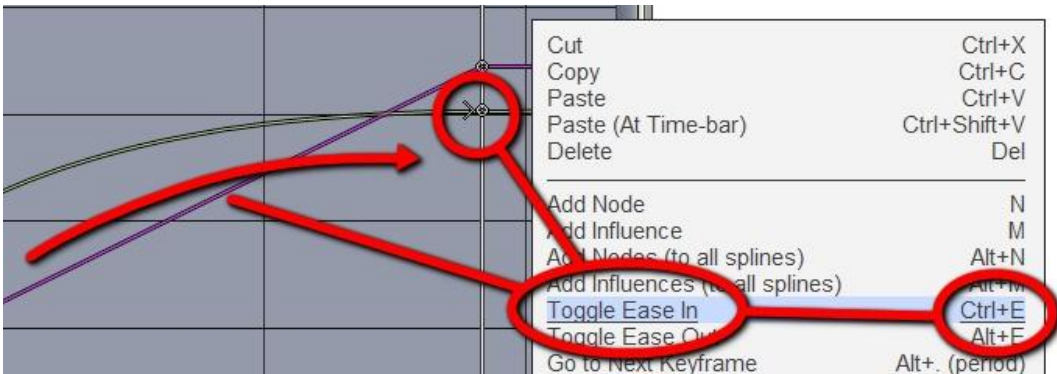 Cut Ctrl+X
Copy Ctrl+C
Paste Ctrl+V
Paste (At Time-bar) Ctrl+Shift+V
Delete Del
Add Node N
Add Influence M
Add Nodes (to all splines) Alt+N
Add Influences (to all splines) Alt+M
Toggle Ease In Ctrl+E
Toggle Ease Out Alt+E
Go to Next Keyframe Alt+. (period)